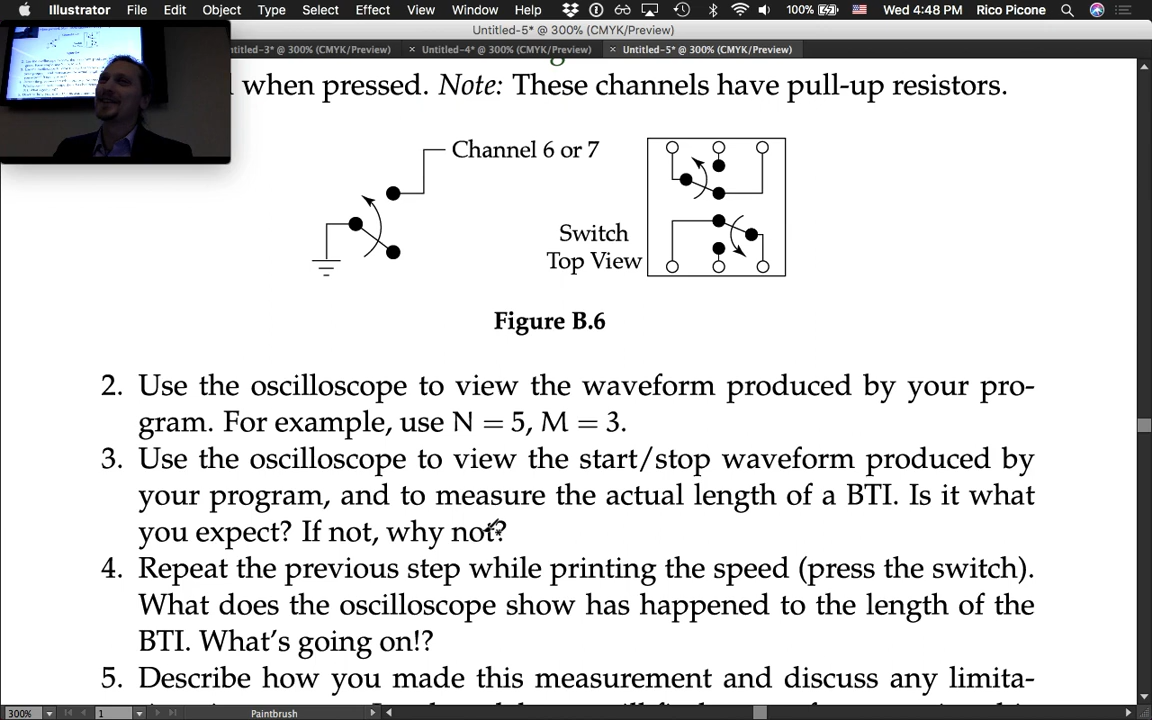 Illustrator File Edit Object Type Select Effect View Window Help 100% Wed 4:48 PM Rico Picone
Untitled-5* @ 300% (CMYK/Preview)
ntitled-3* @ 300% (CMYK/Preview) × Untitled-4* @ 300% (CMYK/Preview) × Untitled-5* @ 300% (CMYK/Preview)
when pressed. Note: These channels have pull-up resistors.
Channel 6 or 7
Switch
Top View
Figure B.6
2. Use the oscilloscope to view the waveform produced by your pro-
gram. For example, use N = 5, M = 3.
3. Use the oscilloscope to view the start/stop waveform produced by
your program, and to measure the actual length of a BTI. Is it what
you expect? If not, why not?
4. Repeat the previous step while printing the speed (press the switch).
What does the oscilloscope show has happened to the length of the
BTI. What's going on!?
5. Describe how you made this measurement and discuss any limita-
300% 1 Paintbrush